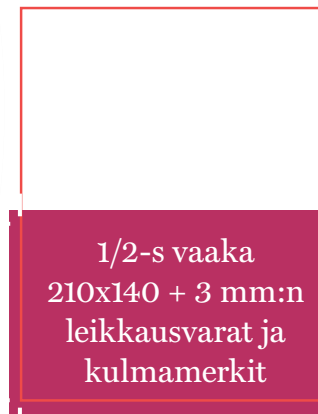 1/2-s vaaka
210x140 + 3 mm:n
leikkausvarat ja
kulmamerkit